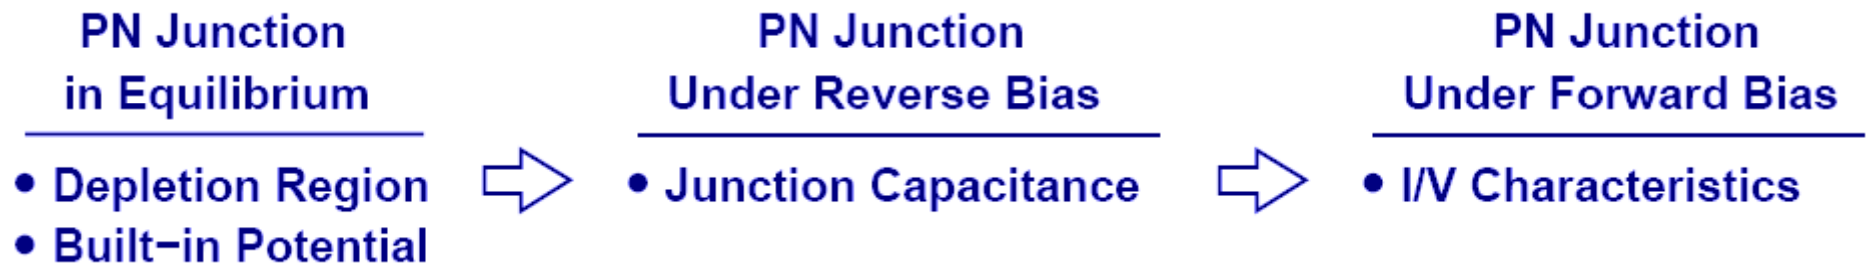 PN Junction
in Equilibrium
• Depletion Region
• Built−in Potential
PN Junction
Under Reverse Bias
• Junction Capacitance
PN Junction
Under Forward Bias
• I/V Characteristics